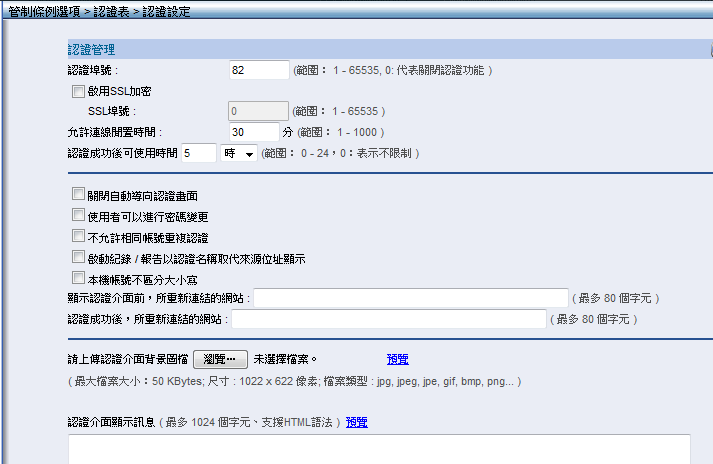 管制條例選項 > 認證表 > 認證設定
認證管理
認證埠號 : 82 (範圍： 1 - 65535, 0: 代表關閉認證功能 )
啟用SSL加密
SSL埠號 : 0 (範圍： 1 - 65535 )
允許連線閒置時間 : 30 分 (範圍： 1 - 1000 )
認證成功後可使用時間 5 時 (範圍： 0 - 24，0：表示不限制 )
關閉自動導向認證畫面
使用者可以進行密碼變更
不允許相同帳號重複認證
啟動紀錄 / 報告以認證名稱取代來源位址顯示
本機帳號不區分大小寫
顯示認證介面前，所重新連結的網站 : ( 最多 80 個字元 )
認證成功後，所重新連結的網站 : ( 最多 80 個字元 )
請上傳認證介面背景圖檔 瀏覽… 未選擇檔案。 預覽
( 最大檔案大小：50 KBytes; 尺寸 : 1022 x 622 像素; 檔案類型 : jpg, jpeg, jpe, gif, bmp, png... )
認證介面顯示訊息 ( 最多 1024 個字元、支援HTML語法 ) 預覽